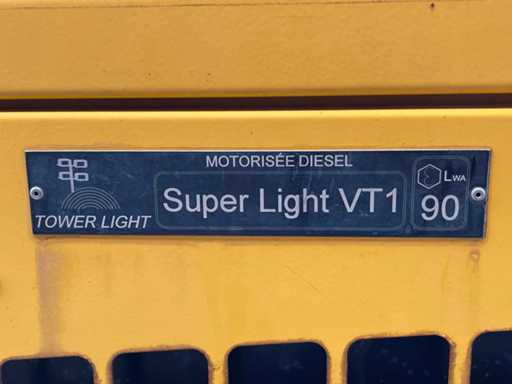 MOTORISÉE DIESEL
Super Light VT1
LWA
90
TOWER LIGHT